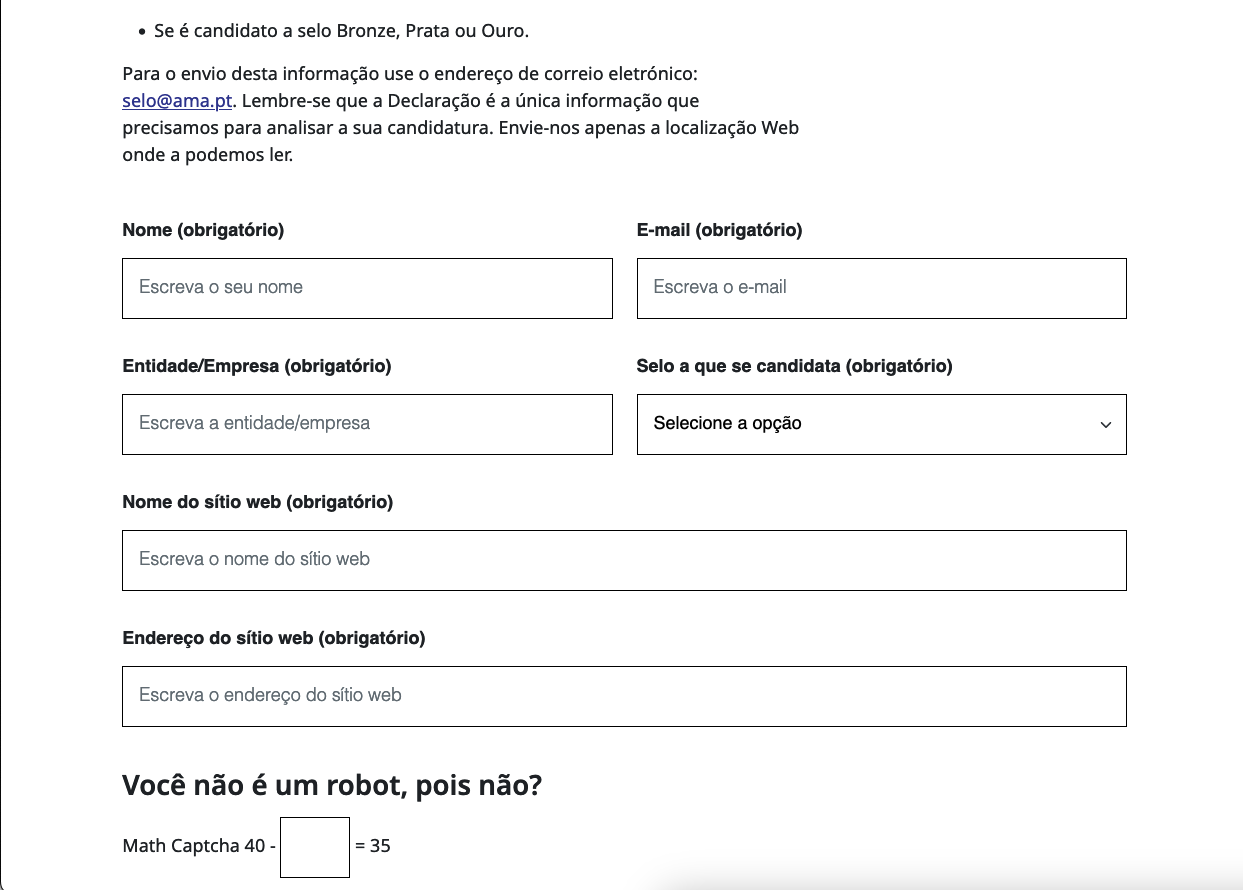 • Se é candidato a selo Bronze, Prata ou Ouro.
Para o envio desta informação use o endereço de correio eletrónico:
selo@ama.pt. Lembre-se que a Declaração é a única informação que
precisamos para analisar a sua candidatura. Envie-nos apenas a localização Web
onde a podemos ler.
Nome (obrigatório)
Escreva o seu nome
E-mail (obrigatório)
Escreva o e-mail
Entidade/Empresa (obrigatório)
Escreva a entidade/empresa
Selo a que se candidata (obrigatório)
Selecione a opção
Nome do sítio web (obrigatório)
Escreva o nome do sítio web
Endereço do sítio web (obrigatório)
Escreva o endereço do sítio web
Você não é um robot, pois não?
Math Captcha 40 - = 35